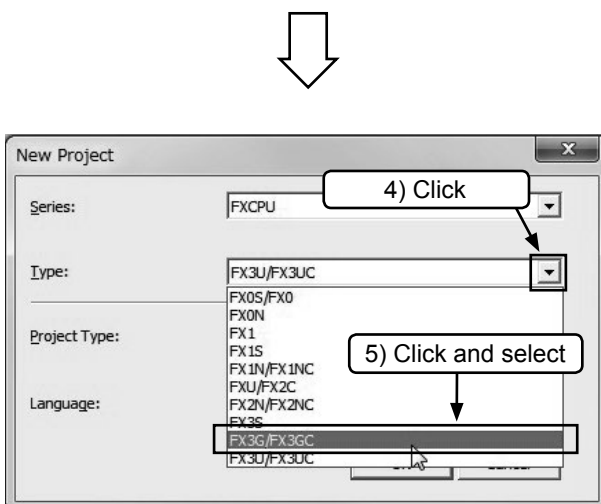 New Project
4) Click
Series:
FXCPU
Type:
FX3U/FX3UC
FX0S/FX0
FX0N
FX1
Project Type:
FX1S
5) Click and select
FX1N/FX1NC
FXU/FX2C
Language:
FX2N/FX2NC
FX3S
FX3G/FX3GC
FX3U/FX3UC